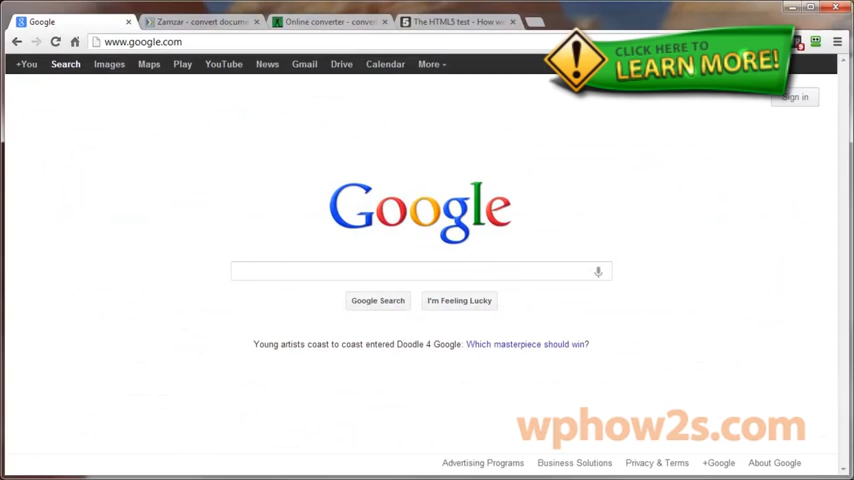 Google
Zamzar - convert docume
Online converter - convert
The HTML5 test - How we
www.google.com
+You Search Images Maps Play YouTube News Gmail Drive Calendar More
CLICK HERE TO
LEARN MORE!
Sign in
Google
Google Search
I'm Feeling Lucky
Young artists coast to coast entered Doodle 4 Google: Which masterpiece should win?
wphow2s.com
Advertising Programs Business Solutions Privacy & Terms +Google About Google